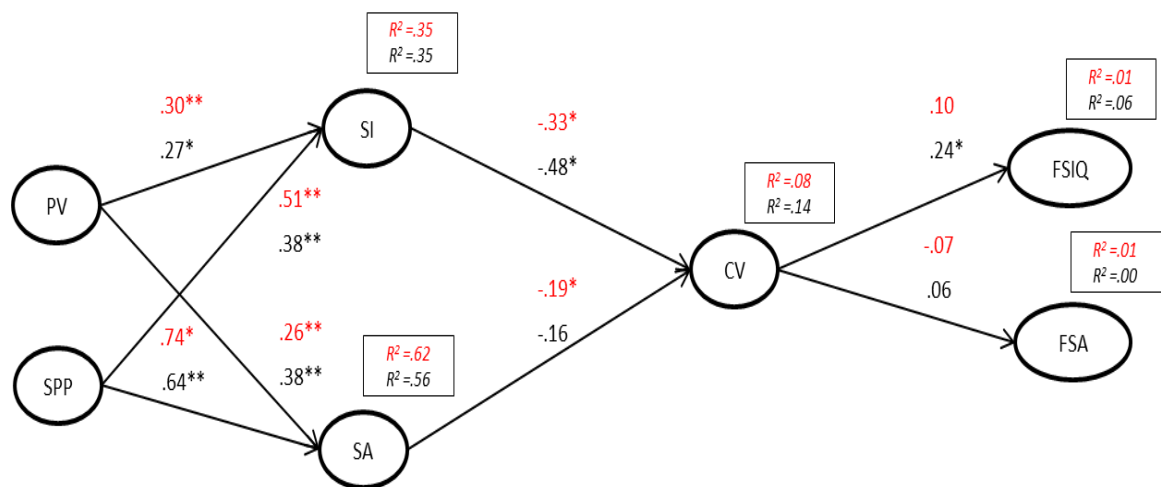 R² =.35
R² =.35
.30**
.27*
SI
-.33*
-.48*
.10
.24*
R² =.01
R² =.06
FSIQ
PV
.51**
.38**
R² =.08
R² =.14
CV
-.07
.06
R² =.01
R² =.00
FSA
SPP
.74*
.64**
.26**
.38**
R² =.62
R² =.56
-.19*
-.16
SA